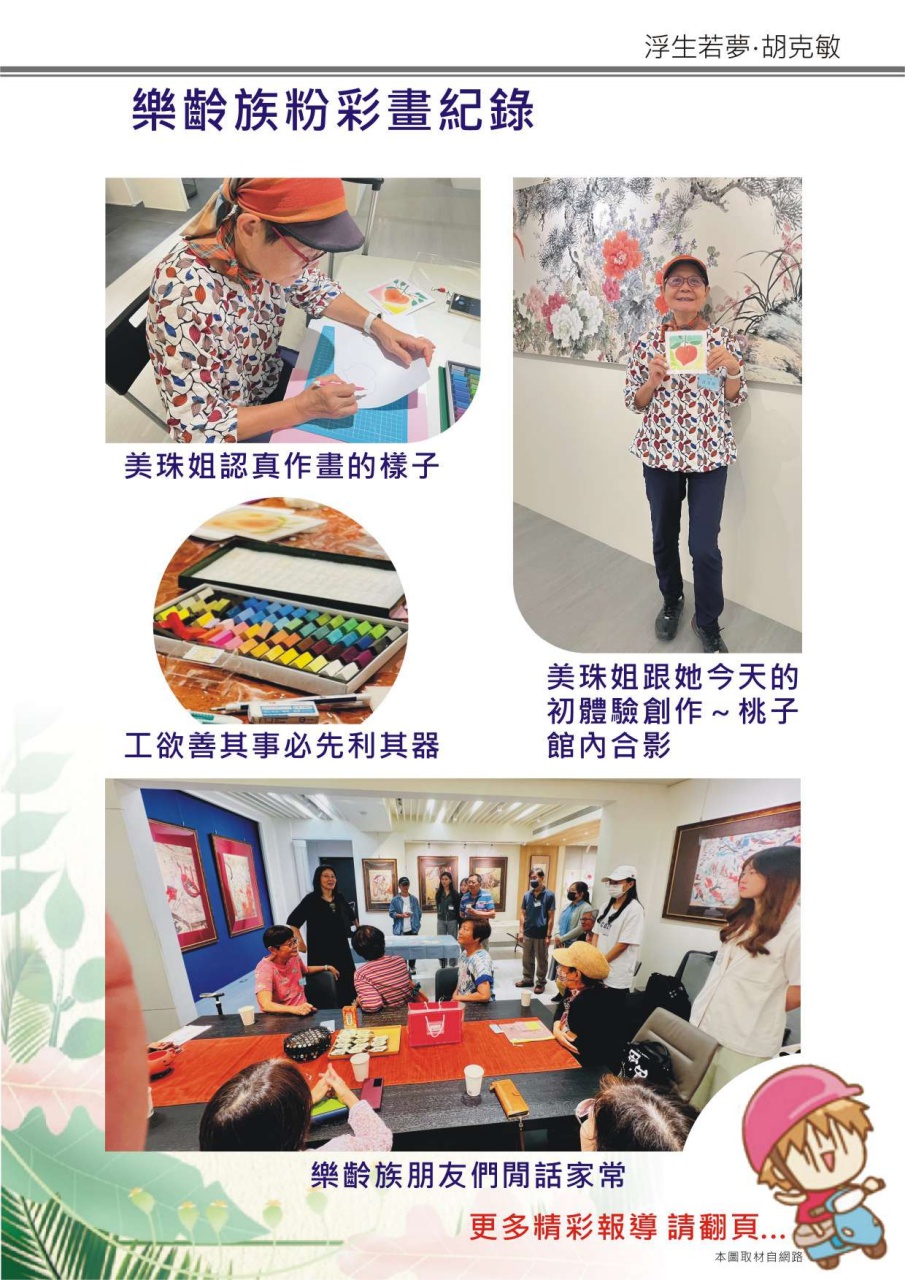 浮生若夢·胡克敏
樂齡族粉彩畫紀錄
美珠姐認真作畫的樣子
工欲善其事必先利其器
美珠姐跟她今天的
初體驗創作～桃子
館內合影
樂齡族朋友們閒話家常
更多精彩報導 請翻頁...
本圖取材自網路